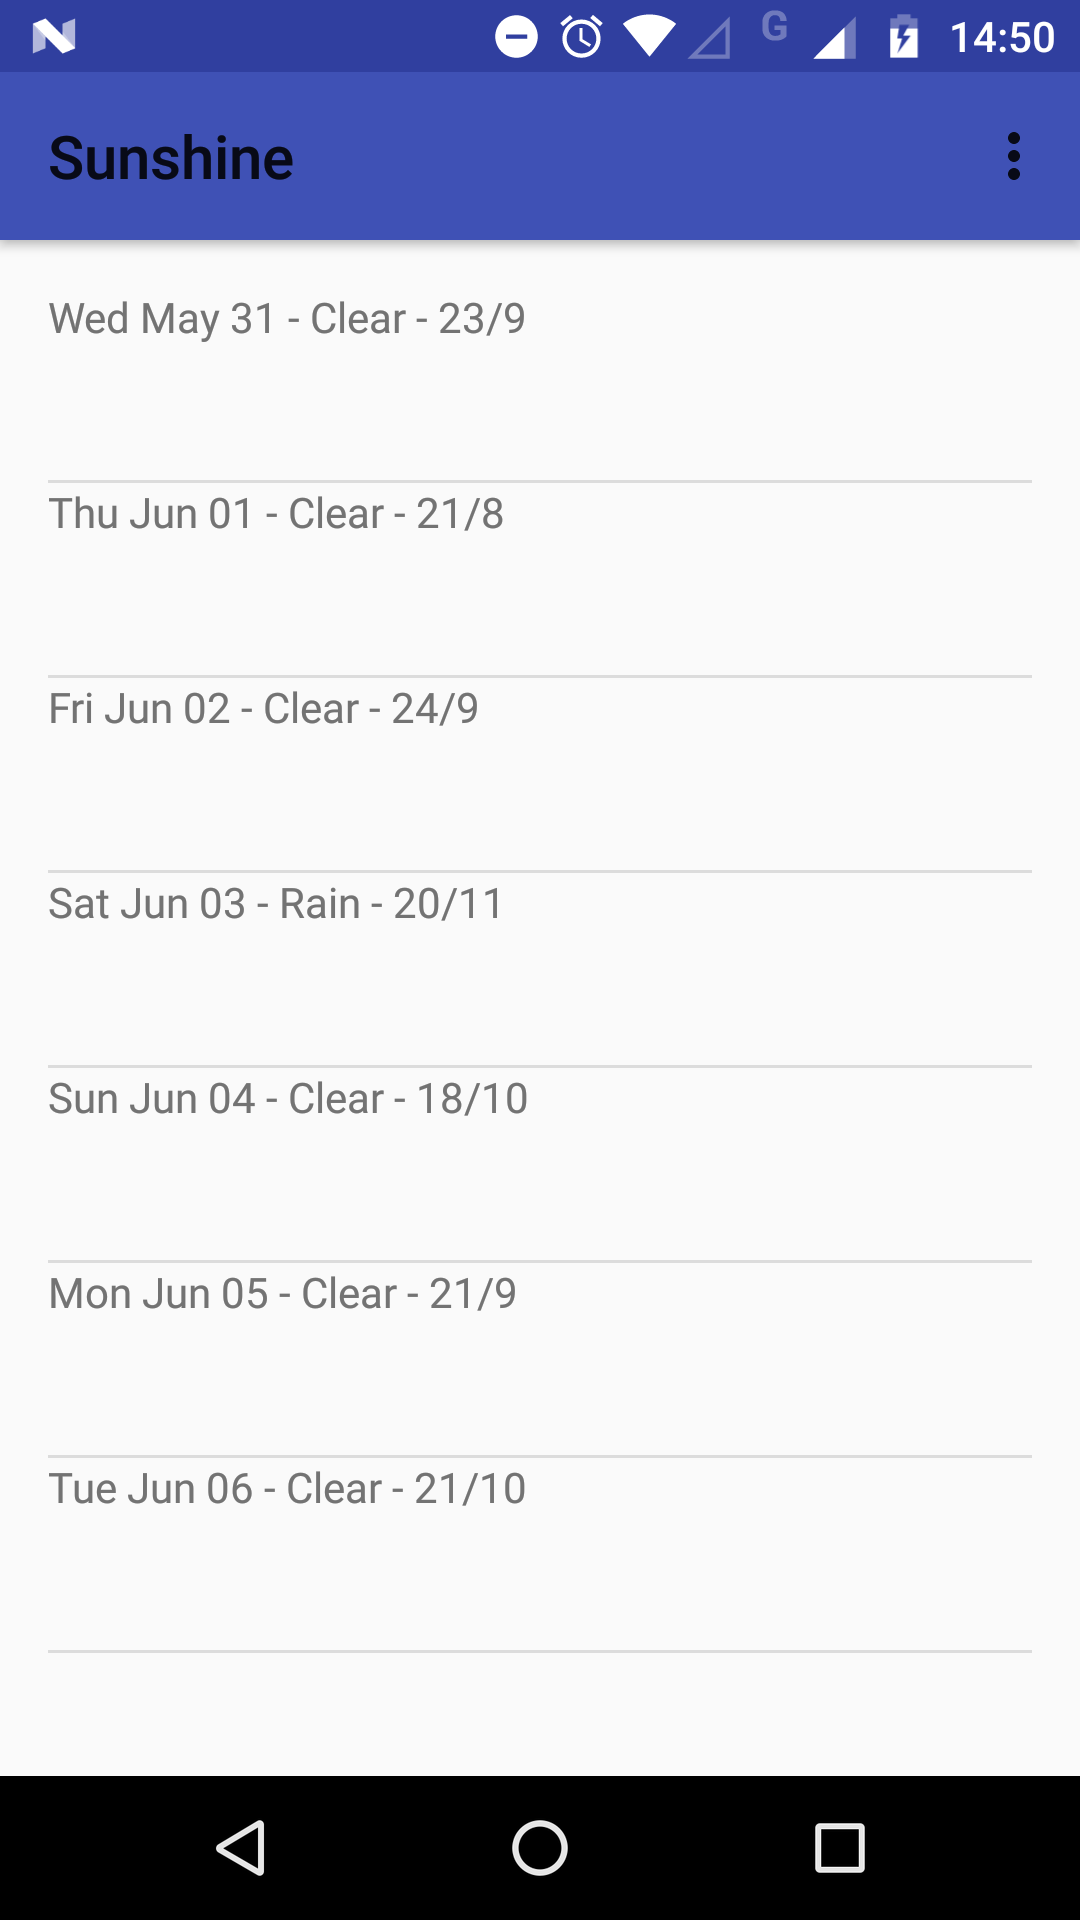 G 14:50
Sunshine
Wed May 31 - Clear - 23/9
Thu Jun 01 - Clear - 21/8
Fri Jun 02 - Clear - 24/9
Sat Jun 03 - Rain - 20/11
Sun Jun 04 - Clear - 18/10
Mon Jun 05 - Clear - 21/9
Tue Jun 06 - Clear - 21/10